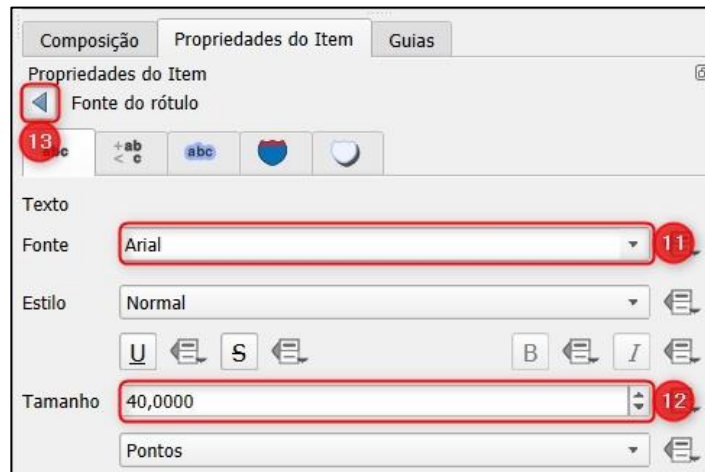 Composição Propriedades do Item Guias
Propriedades do Item
Fonte do rótulo
13
+ab
< c
abc
Texto
Fonte Arial 11
Estilo Normal
U S B I
Tamanho 40,0000 12
Pontos